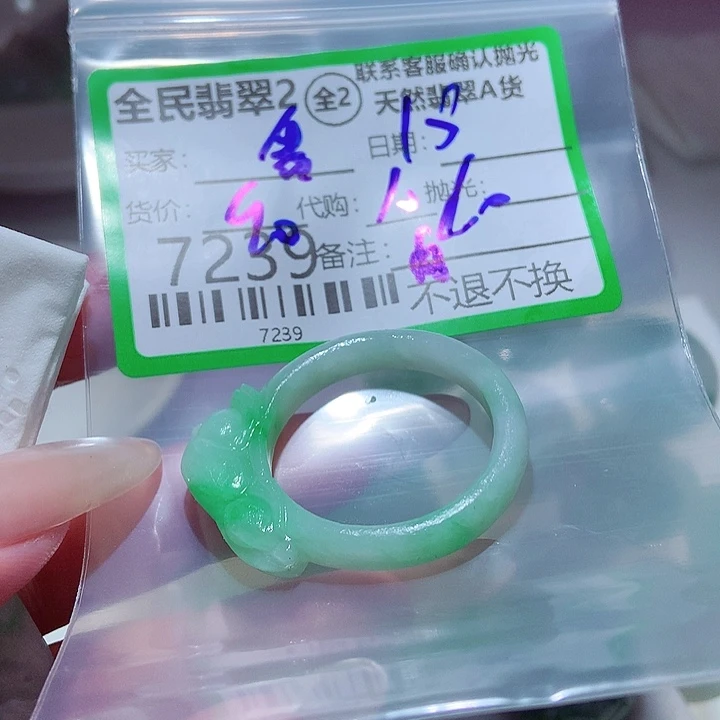 联系客服确认抛光
全民翡翠2 全2 天然翡翠A货
买家: 日期: 13
货价: 代购: 抛光:
7239 备注:
不退不换
7239